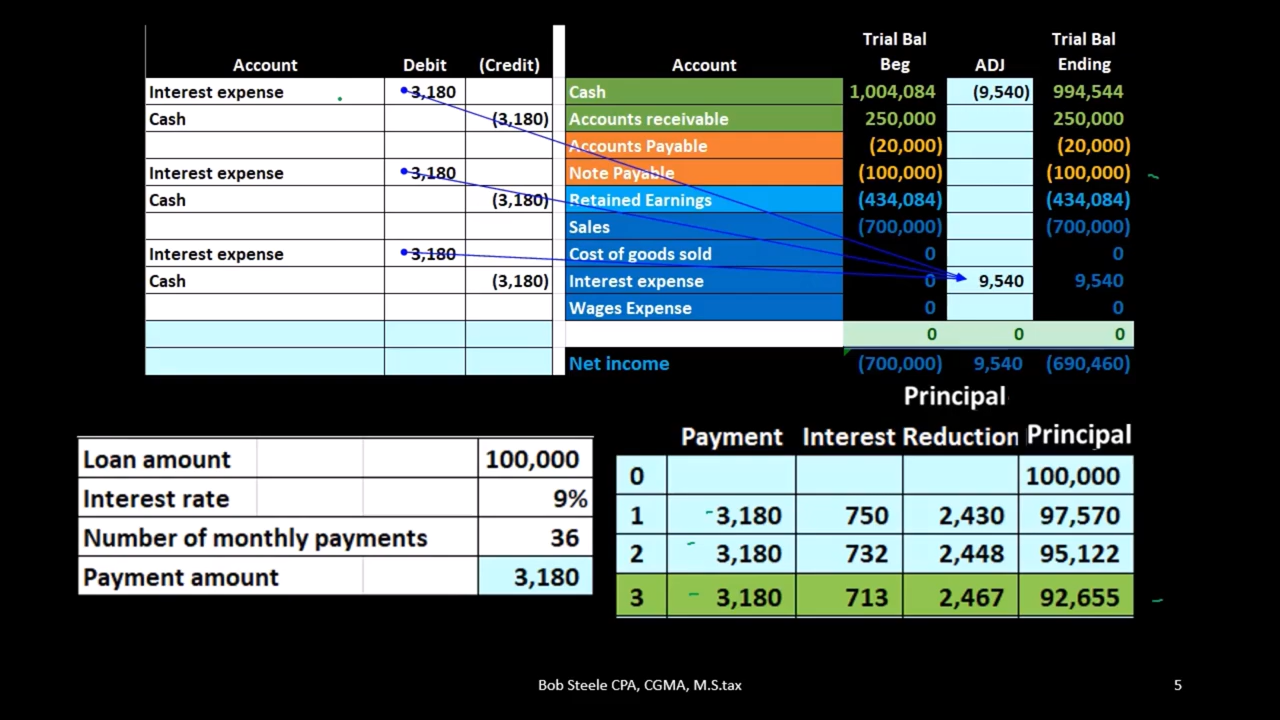 Account Debit (Credit)
Interest expense 3,180
Cash (3,180)
Interest expense 3,180
Cash (3,180)
Interest expense 3,180
Cash (3,180)
Trial Bal Trial Bal
Account Beg ADJ Ending
Cash 1,004,084 (9,540) 994,544
Accounts receivable 250,000 250,000
Accounts Payable (20,000) (20,000)
Note Payable (100,000) (100,000)
Retained Earnings (434,084) (434,084)
Sales (700,000) (700,000)
Cost of goods sold 0 0
Interest expense 0 9,540 9,540
Wages Expense 0 0
0 0 0
Net income (700,000) 9,540 (690,460)
Loan amount 100,000
Interest rate 9%
Number of monthly payments 36
Payment amount 3,180
Principal
Payment Interest Reduction Principal
0 100,000
1 3,180 750 2,430 97,570
2 3,180 732 2,448 95,122
3 3,180 713 2,467 92,655
Bob Steele CPA, CGMA, M.S.tax 5